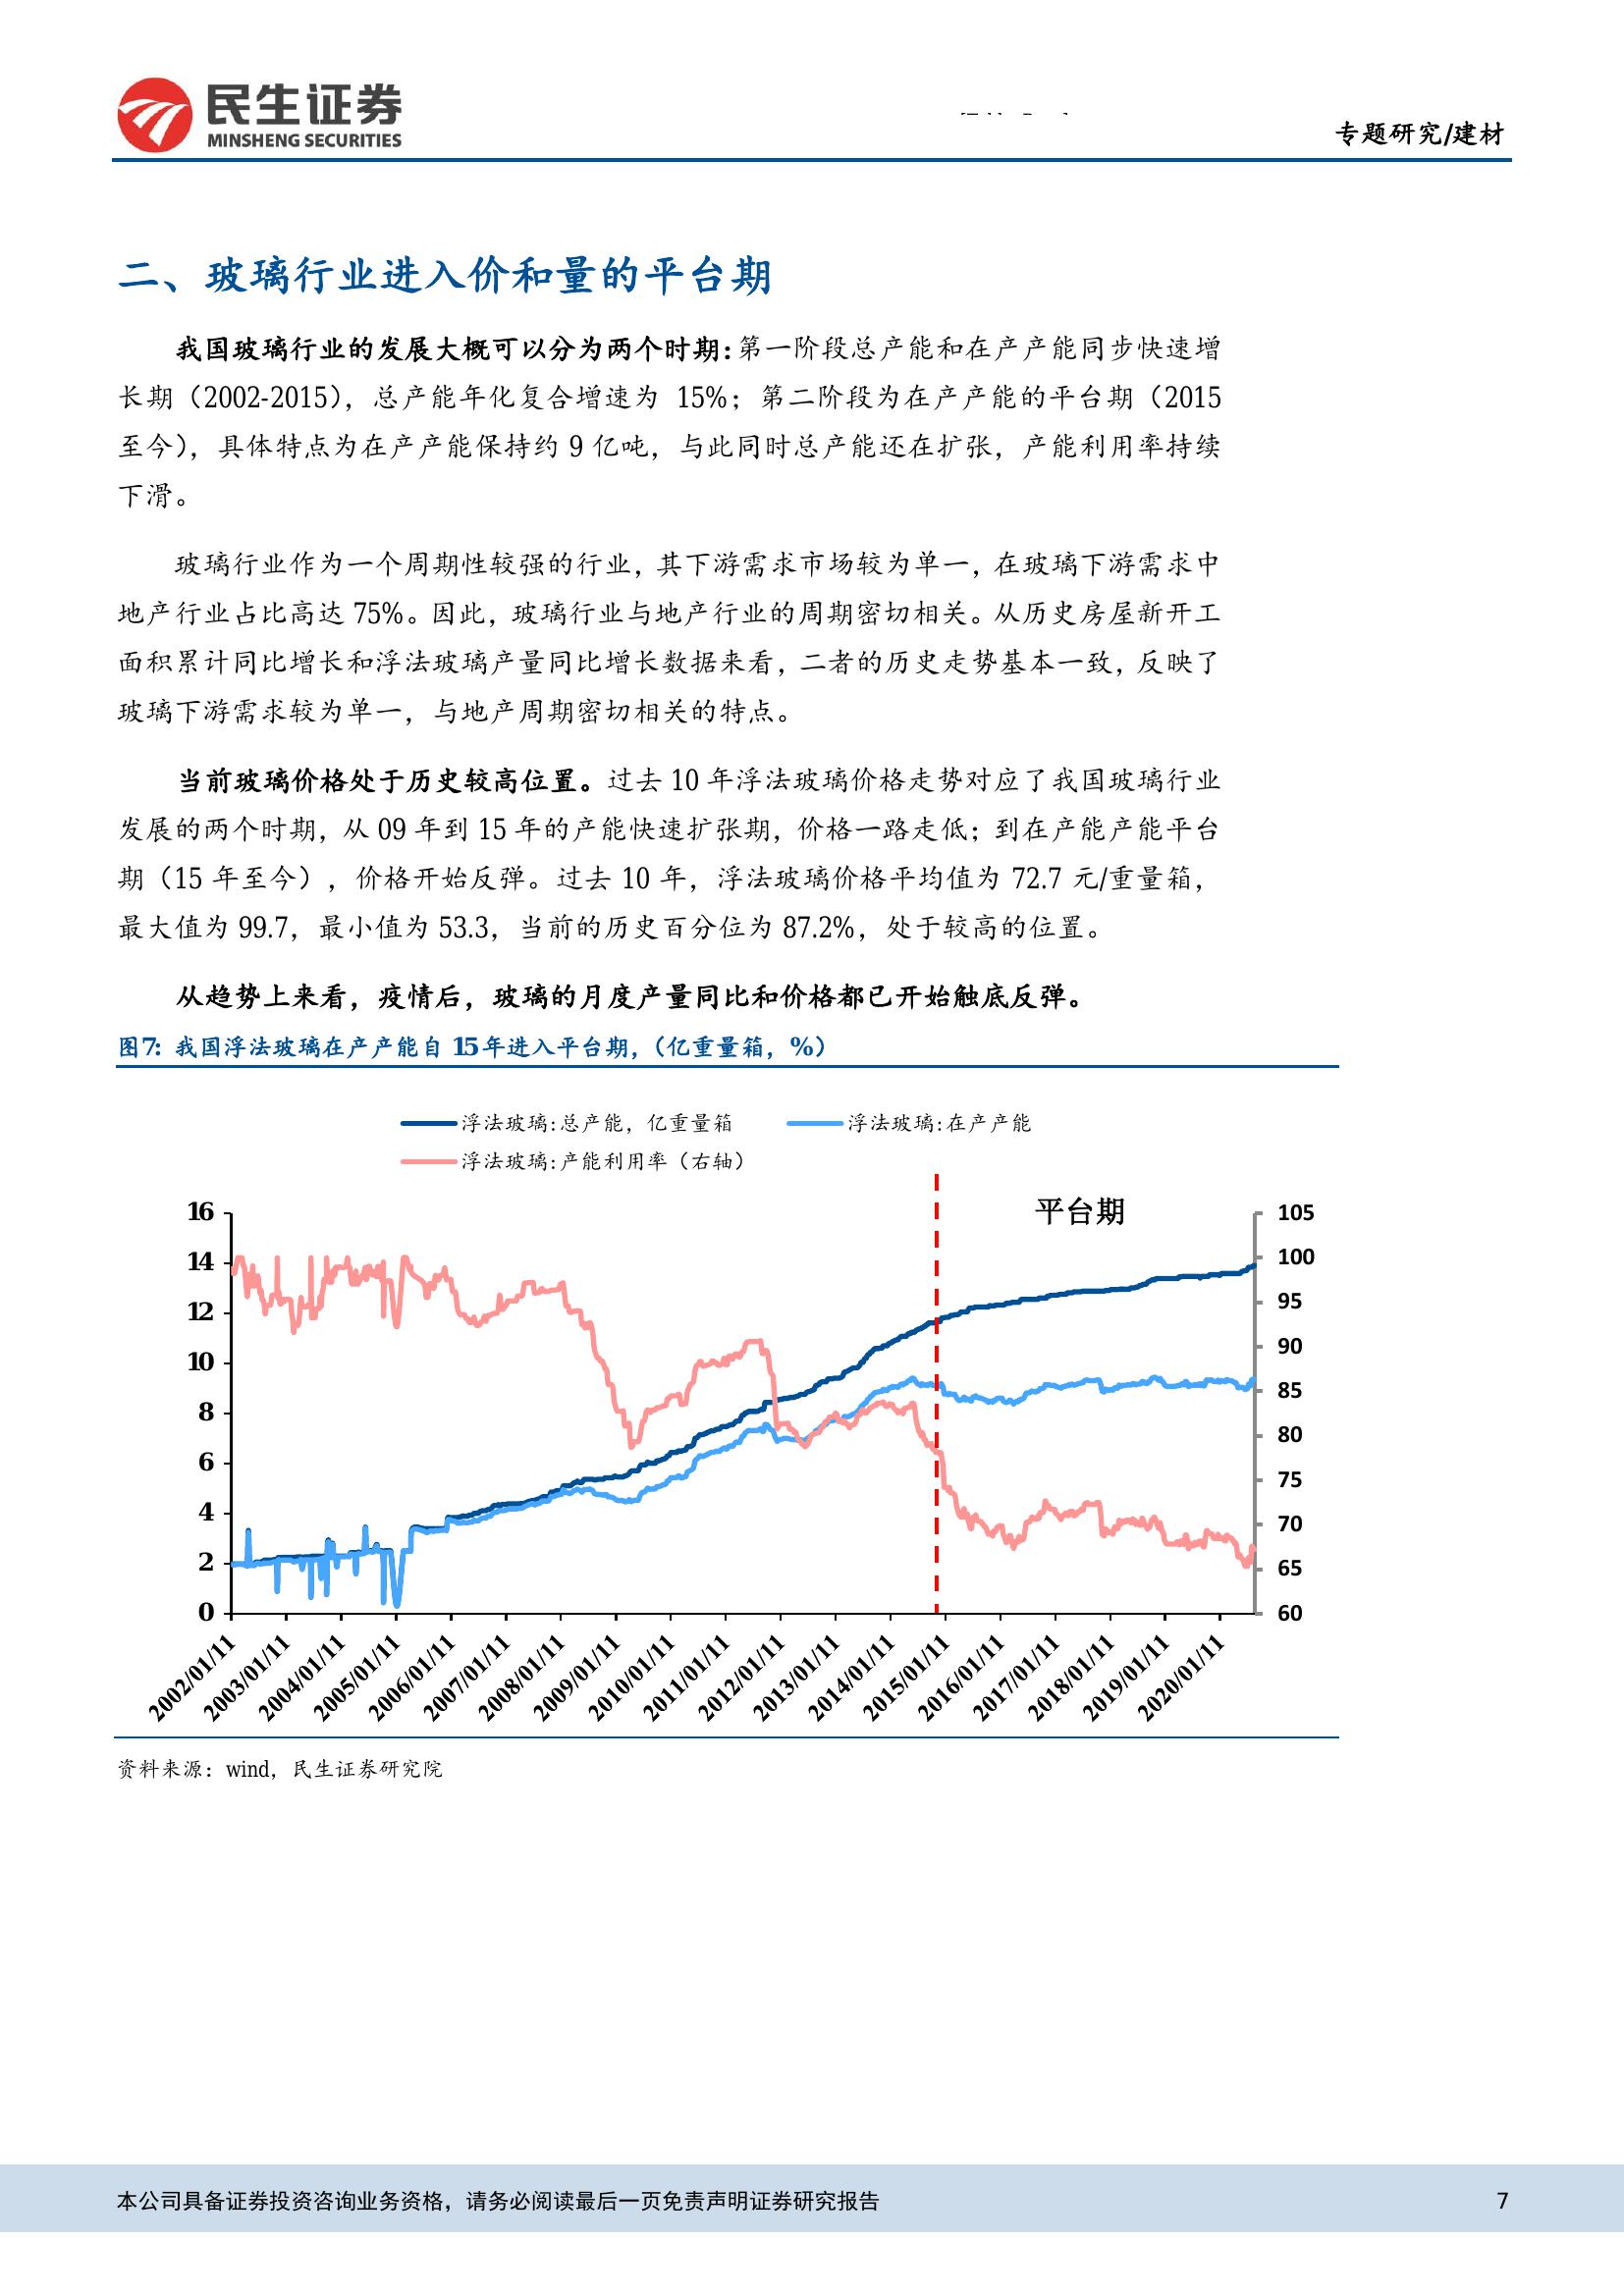 民生证券
MINSHENG SECURITIES
专题研究/建材
二、玻璃行业进入价和量的平台期
我国玻璃行业的发展大概可以分为两个时期：第一阶段总产能和在产产能同步快速增
长期（2002-2015），总产能年化复合增速为 15%；第二阶段为在产产能的平台期（2015
至今），具体特点为在产产能保持约 9 亿吨，与此同时总产能还在扩张，产能利用率持续
下滑。
玻璃行业作为一个周期性较强的行业，其下游需求市场较为单一，在玻璃下游需求中
地产行业占比高达 75%。因此，玻璃行业与地产行业的周期密切相关。从历史房屋新开工
面积累计同比增长和浮法玻璃产量同比增长数据来看，二者的历史走势基本一致，反映了
玻璃下游需求较为单一，与地产周期密切相关的特点。
当前玻璃价格处于历史较高位置。过去 10 年浮法玻璃价格走势对应了我国玻璃行业
发展的两个时期，从 09 年到 15 年的产能快速扩张期，价格一路走低；到在产能产能平台
期（15 年至今），价格开始反弹。过去 10 年，浮法玻璃价格平均值为 72.7 元/重量箱，
最大值为 99.7，最小值为 53.3，当前的历史百分位为 87.2%，处于较高的位置。
从趋势上来看，疫情后，玻璃的月度产量同比和价格都已开始触底反弹。
图7：我国浮法玻璃在产产能自 15年进入平台期，（亿重量箱，%）
浮法玻璃:总产能，亿重量箱
浮法玻璃:在产产能
浮法玻璃:产能利用率（右轴）
平台期
16
14
12
10
8
6
4
2
0
105
100
95
90
85
80
75
70
65
60
2002/01/11
2003/01/11
2004/01/11
2005/01/11
2006/01/11
2007/01/11
2008/01/11
2009/01/11
2010/01/11
2011/01/11
2012/01/11
2013/01/11
2014/01/11
2015/01/11
2016/01/11
2017/01/11
2018/01/11
2019/01/11
2020/01/11
资料来源：wind，民生证券研究院
本公司具备证券投资咨询业务资格，请务必阅读最后一页免责声明证券研究报告
7